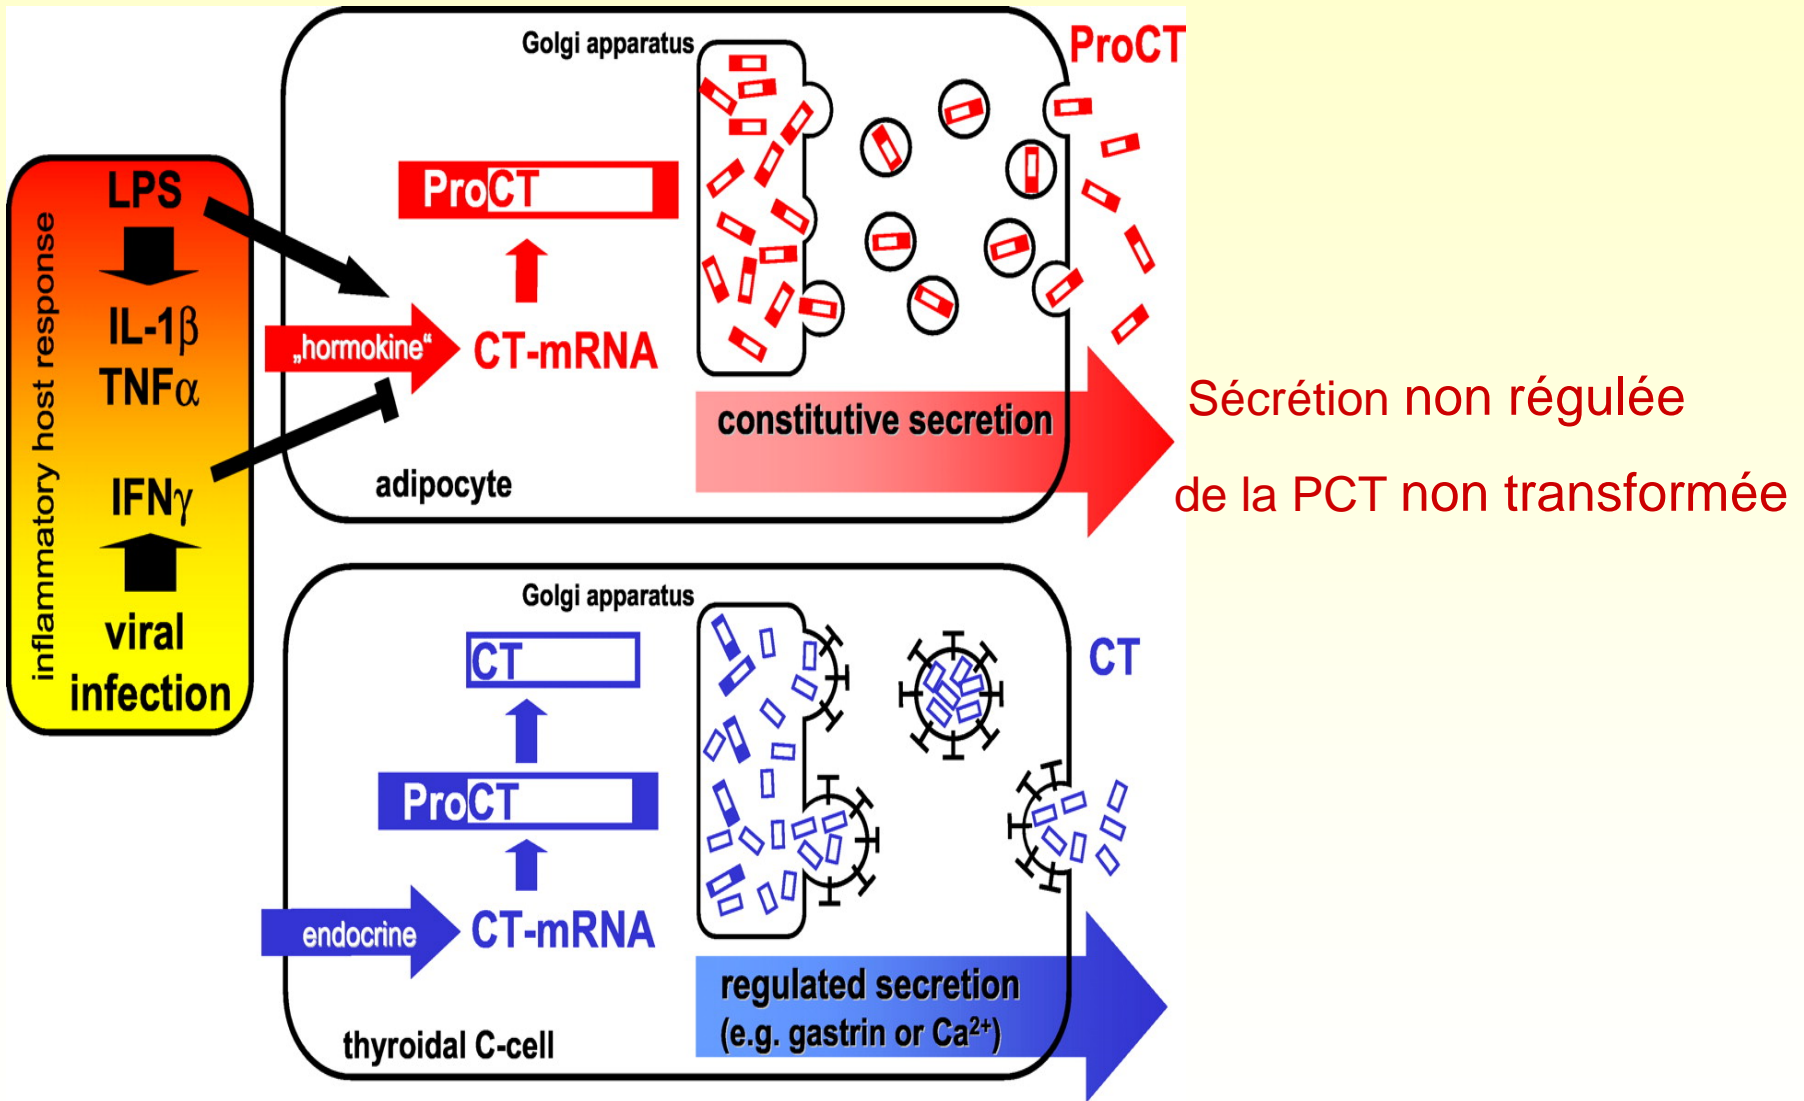 inflammatory host response
LPS
IL-1β
TNFα
IFNγ
viral
infection
Golgi apparatus
ProCT
ProCT
„hormokine“
CT-mRNA
constitutive secretion
adipocyte
Sécrétion non régulée
de la PCT non transformée
Golgi apparatus
CT
CT
ProCT
endocrine
CT-mRNA
regulated secretion
(e.g. gastrin or Ca²⁺)
thyroidal C-cell